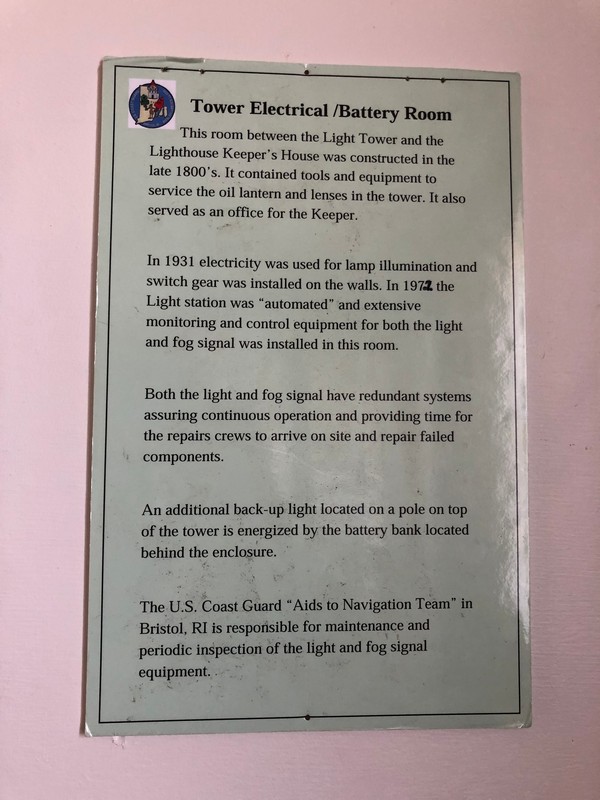 Tower Electrical /Battery Room
This room between the Light Tower and the
Lighthouse Keeper's House was constructed in the
late 1800's. It contained tools and equipment to
service the oil lantern and lenses in the tower. It also
served as an office for the Keeper.
In 1931 electricity was used for lamp illumination and
switch gear was installed on the walls. In 1972 the
Light station was "automated" and extensive
monitoring and control equipment for both the light
and fog signal was installed in this room.
Both the light and fog signal have redundant systems
assuring continuous operation and providing time for
the repairs crews to arrive on site and repair failed
components.
An additional back-up light located on a pole on top
of the tower is energized by the battery bank located
behind the enclosure.
The U.S. Coast Guard "Aids to Navigation Team" in
Bristol, RI is responsible for maintenance and
periodic inspection of the light and fog signal
equipment.